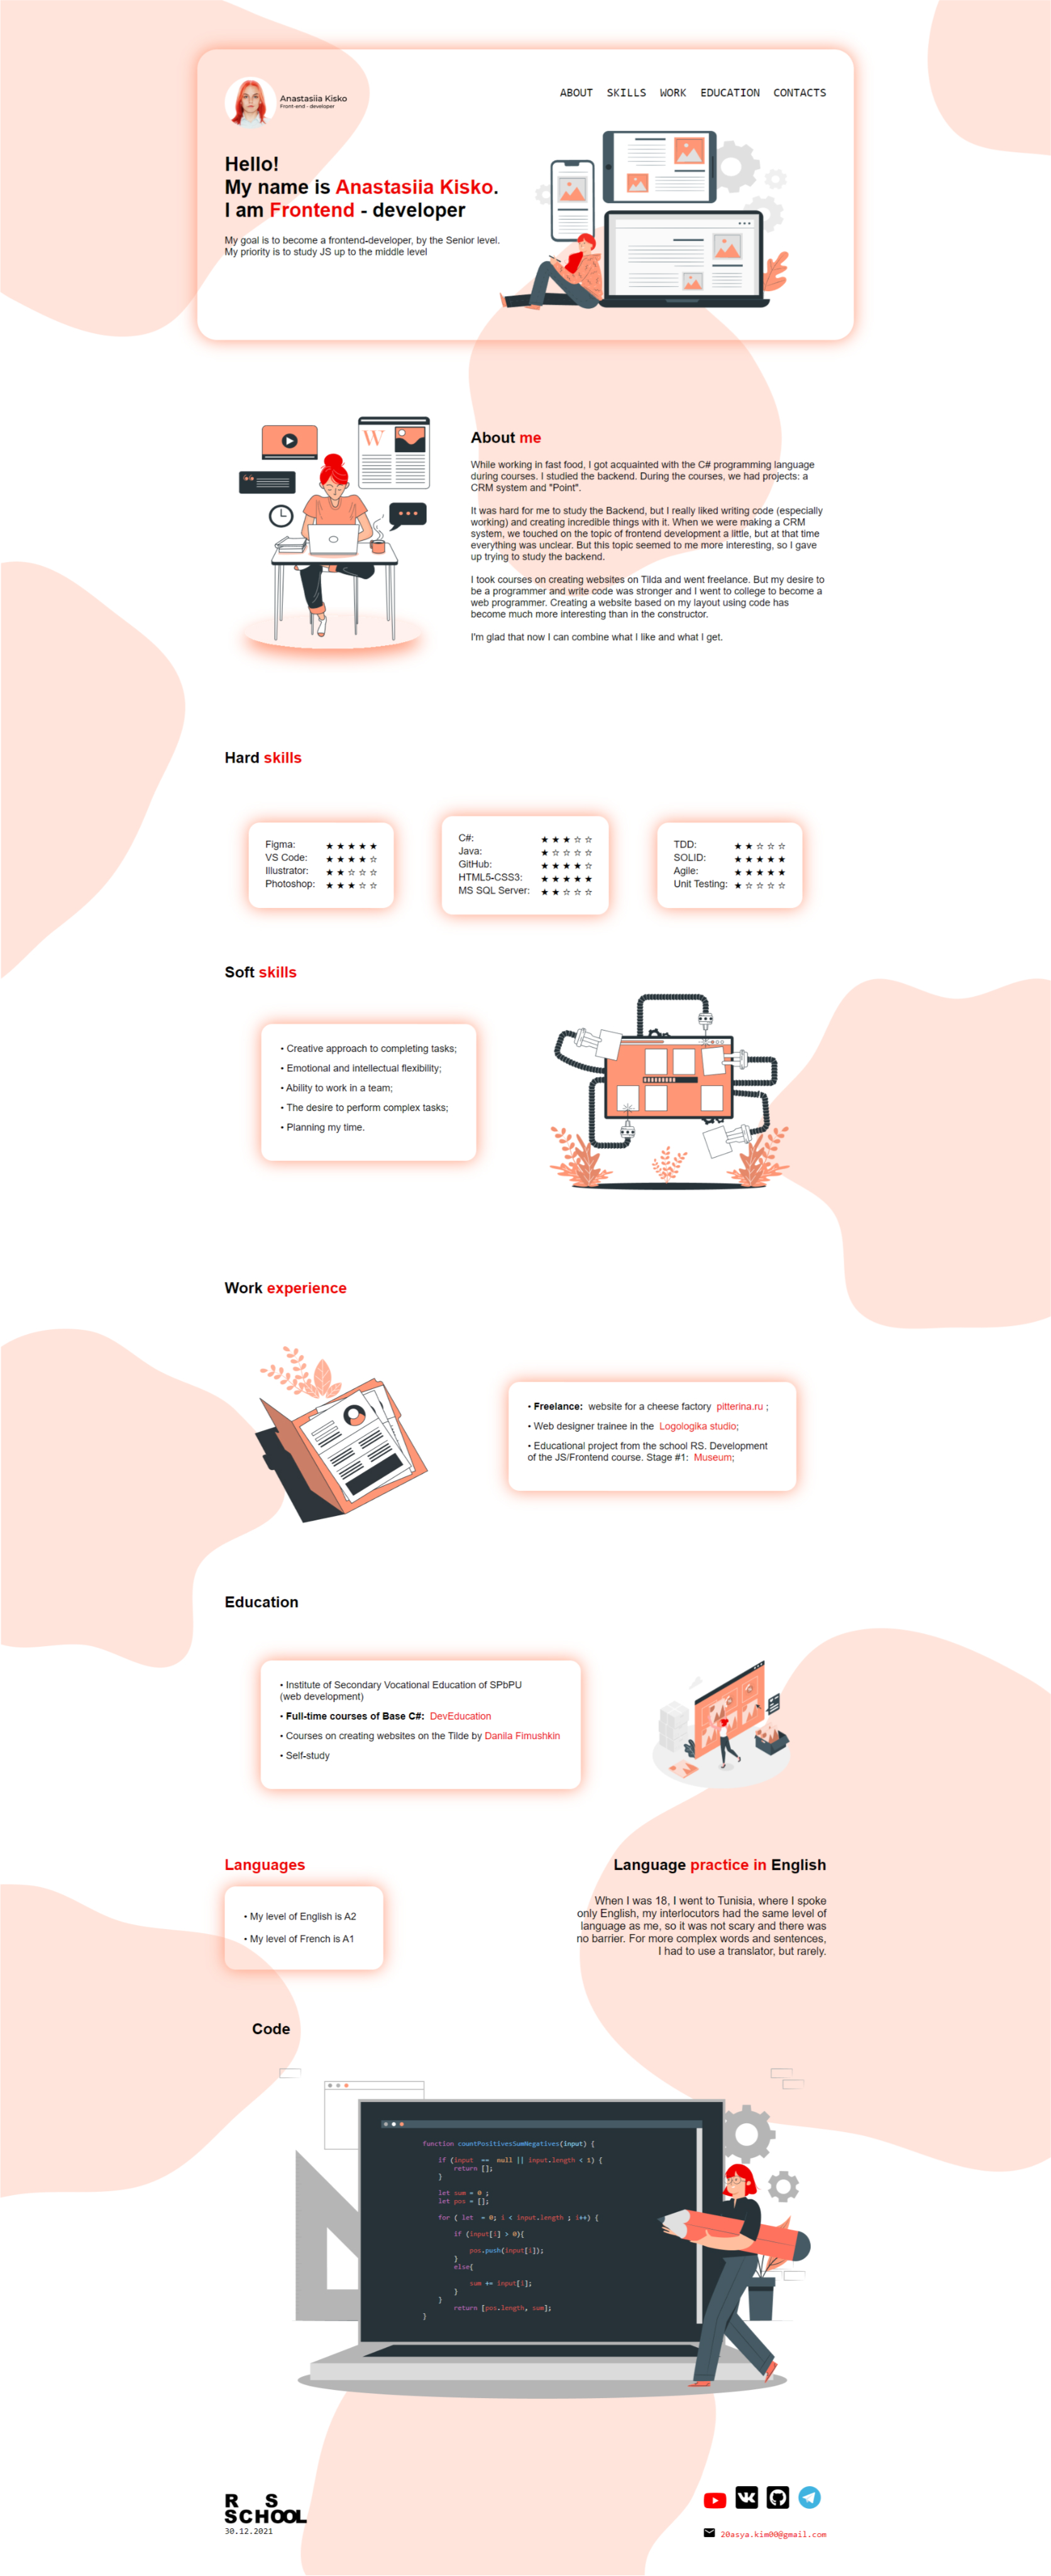 Anastasiia Kisko
Front-end - developer
ABOUT SKILLS WORK EDUCATION CONTACTS
Hello!
My name is Anastasiia Kisko.
I am Frontend - developer
My goal is to become a frontend-developer, by the Senior level.
My priority is to study JS up to the middle level
W
About me
While working in fast food, I got acquainted with the C# programming language
during courses. I studied the backend. During the courses, we had projects: a
CRM system and "Point".
It was hard for me to study the Backend, but I really liked writing code (especially
working) and creating incredible things with it. When we were making a CRM
system, we touched on the topic of frontend development a little, but at that time
everything was unclear. But this topic seemed to me more interesting, so I gave
up trying to study the backend.
I took courses on creating websites on Tilda and went freelance. But my desire to
be a programmer and write code was stronger and I went to college to become a
web programmer. Creating a website based on my layout using code has
become much more interesting than in the constructor.
I'm glad that now I can combine what I like and what I get.
Hard skills
Figma: ★ ★ ★ ★ ★
VS Code: ★ ★ ★ ★ ☆
Illustrator: ★ ★ ☆ ☆ ☆
Photoshop: ★ ★ ★ ☆ ☆
C#: ★ ★ ★ ☆ ☆
Java: ★ ☆ ☆ ☆ ☆
GitHub: ★ ★ ★ ★ ☆
HTML5-CSS3: ★ ★ ★ ★ ★
MS SQL Server: ★ ★ ☆ ☆ ☆
TDD: ★ ★ ☆ ☆ ☆
SOLID: ★ ★ ★ ★ ★
Agile: ★ ★ ★ ★ ★
Unit Testing: ★ ☆ ☆ ☆ ☆
Soft skills
• Creative approach to completing tasks;
• Emotional and intellectual flexibility;
• Ability to work in a team;
• The desire to perform complex tasks;
• Planning my time.
Work experience
• Freelance: website for a cheese factory pitterina.ru ;
• Web designer trainee in the Logologika studio;
• Educational project from the school RS. Development
of the JS/Frontend course. Stage #1: Museum;
Education
• Institute of Secondary Vocational Education of SPbPU
(web development)
• Full-time courses of Base C#: DevEducation
• Courses on creating websites on the Tilde by Danila Fimushkin
• Self-study
Languages
• My level of English is A2
• My level of French is A1
Language practice in English
When I was 18, I went to Tunisia, where I spoke
only English, my interlocutors had the same level of
language as me, so it was not scary and there was
no barrier. For more complex words and sentences,
I had to use a translator, but rarely.
Code
function countPositivesSumNegatives(input) {
if (input == null || input.length < 1) {
return [];
}
let sum = 0 ;
let pos = [];
for ( let = 0; i < input.length ; i++) {
if (input[i] > 0){
pos.push(input[i]);
}
else{
sum += input[i];
}
}
return [pos.length, sum];
}
RS
SCHOOL
30.12.2021
20asya.kim00@gmail.com